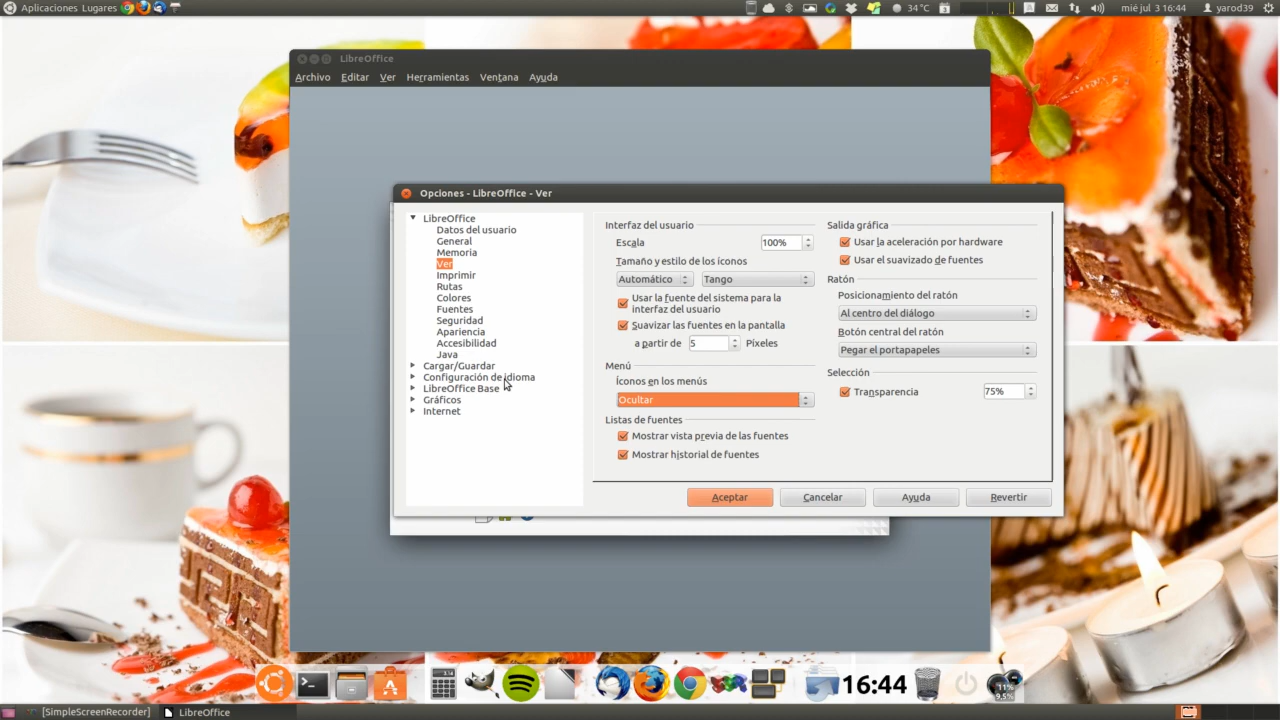 Aplicaciones Lugares
34°C
mié jul 3 16:44
yarod39
LibreOffice
Archivo Editar Ver Herramientas Ventana Ayuda
Opciones - LibreOffice - Ver
LibreOffice
Datos del usuario
General
Memoria
Ver
Imprimir
Rutas
Colores
Fuentes
Seguridad
Apariencia
Accesibilidad
Java
Cargar/Guardar
Configuración de idioma
LibreOffice Base
Gráficos
Internet
Interfaz del usuario
Escala 100%
Tamaño y estilo de los íconos
Automático Tango
Usar la fuente del sistema para la
interfaz del usuario
Suavizar las fuentes en la pantalla
a partir de 5 Píxeles
Menú
Íconos en los menús
Ocultar
Listas de fuentes
Mostrar vista previa de las fuentes
Mostrar historial de fuentes
Salida gráfica
Usar la aceleración por hardware
Usar el suavizado de fuentes
Ratón
Posicionamiento del ratón
Al centro del diálogo
Botón central del ratón
Pegar el portapapeles
Selección
Transparencia 75%
Aceptar Cancelar Ayuda Revertir
16:44
11%
9,5%
[SimpleScreenRecorder] LibreOffice